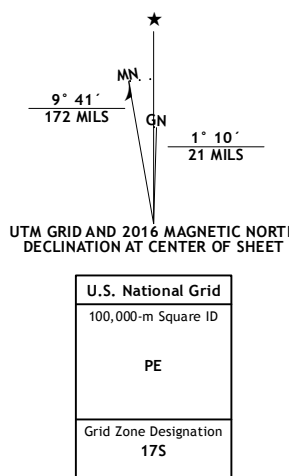 MN
GN
9° 41´
172 MILS
1° 10´
21 MILS
UTM GRID AND 2016 MAGNETIC NORT
DECLINATION AT CENTER OF SHEET
U.S. National Grid
100,000-m Square ID
PE
Grid Zone Designation
17S